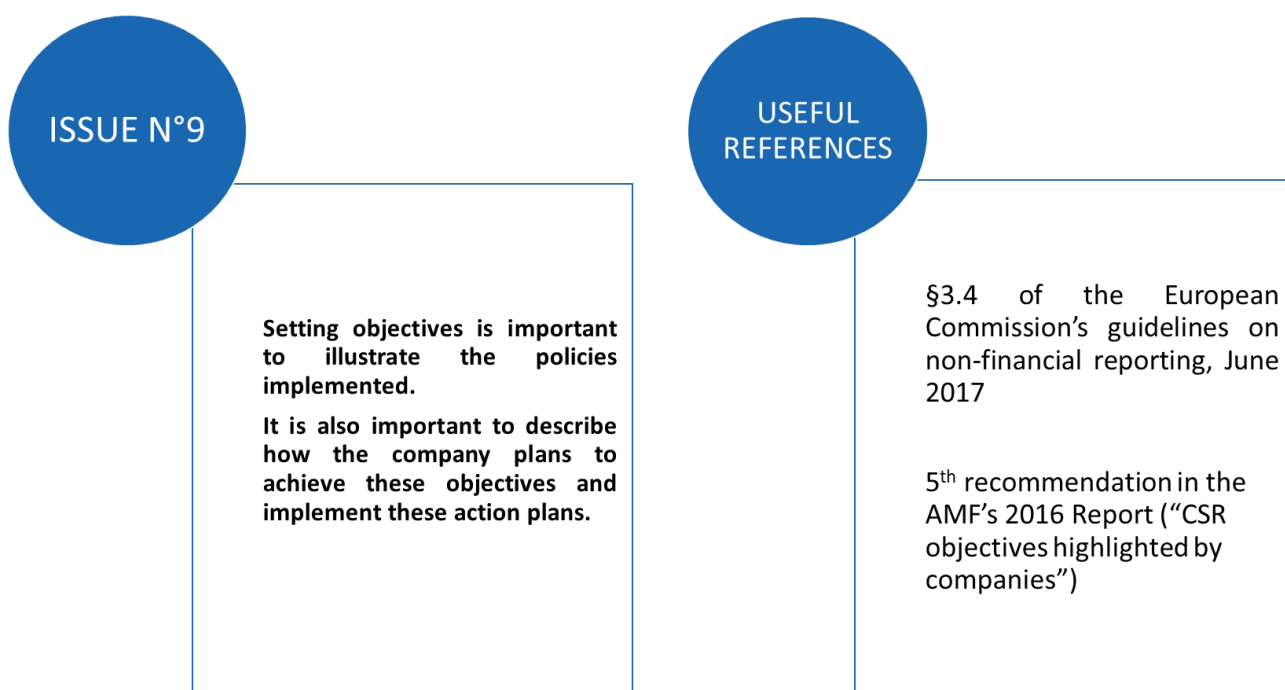 ISSUE N°9
Setting objectives is important
to illustrate the policies
implemented.
It is also important to describe
how the company plans to
achieve these objectives and
implement these action plans.
USEFUL
REFERENCES
§3.4 of the European
Commission’s guidelines on
non-financial reporting, June
2017
5th recommendation in the
AMF’s 2016 Report (“CSR
objectives highlighted by
companies”)